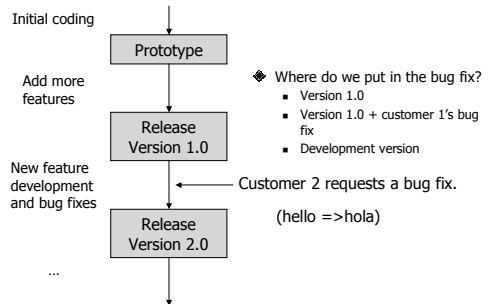 Initial coding
Prototype
Add more
features
Release
Version 1.0
New feature
development
and bug fixes
Release
Version 2.0
...
Where do we put in the bug fix?
Version 1.0
Version 1.0 + customer 1's bug
fix
Development version
Customer 2 requests a bug fix.
(hello =>hola)